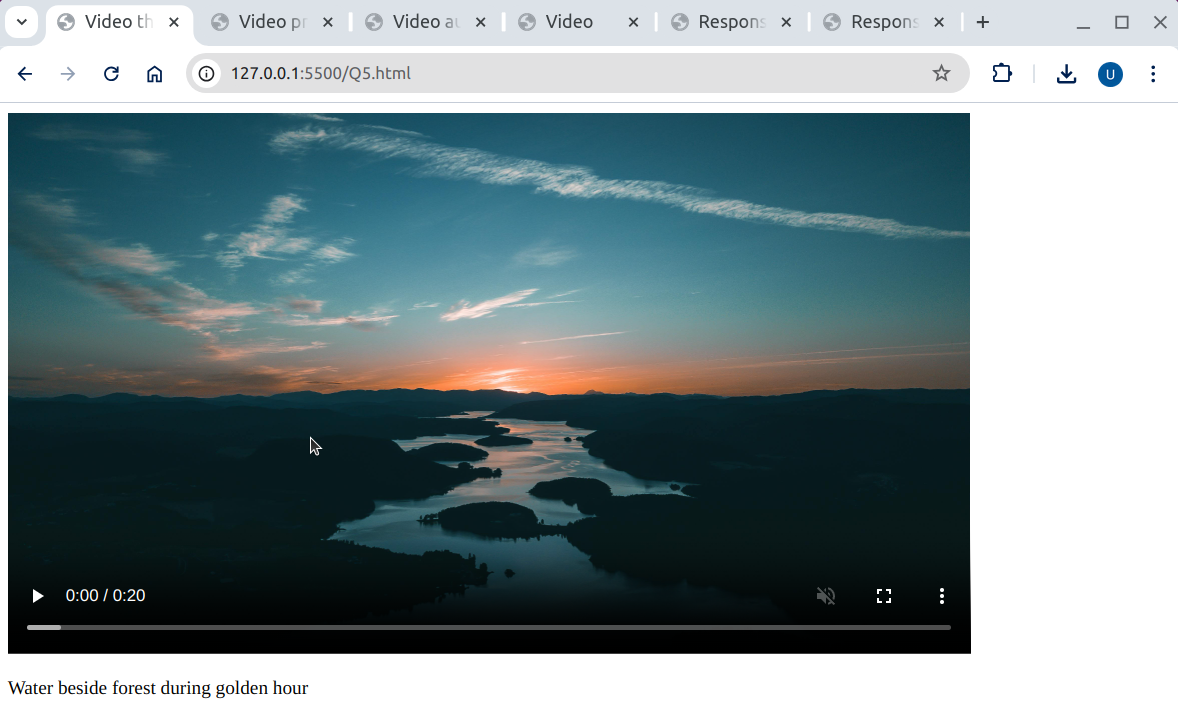 Video th
Video pr
Video au
Video
Respons
Respons
127.0.0.1:5500/Q5.html
U
0:00 / 0:20
Water beside forest during golden hour